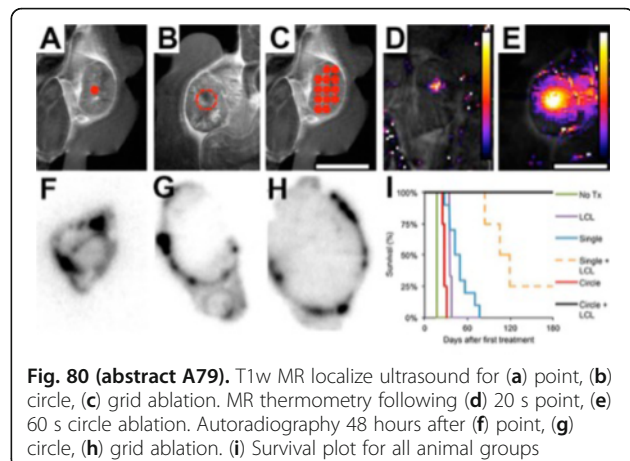 A B C D E
F G H I
100%
75%
50%
25%
0%
Survival (%)
0 60 120 180
Days after first treatment
No Tx
LCL
Single
Single +
LCL
Circle
Circle +
LCL
Fig. 80 (abstract A79). T1w MR localize ultrasound for (a) point, (b)
circle, (c) grid ablation. MR thermometry following (d) 20 s point, (e)
60 s circle ablation. Autoradiography 48 hours after (f) point, (g)
circle, (h) grid ablation. (i) Survival plot for all animal groups